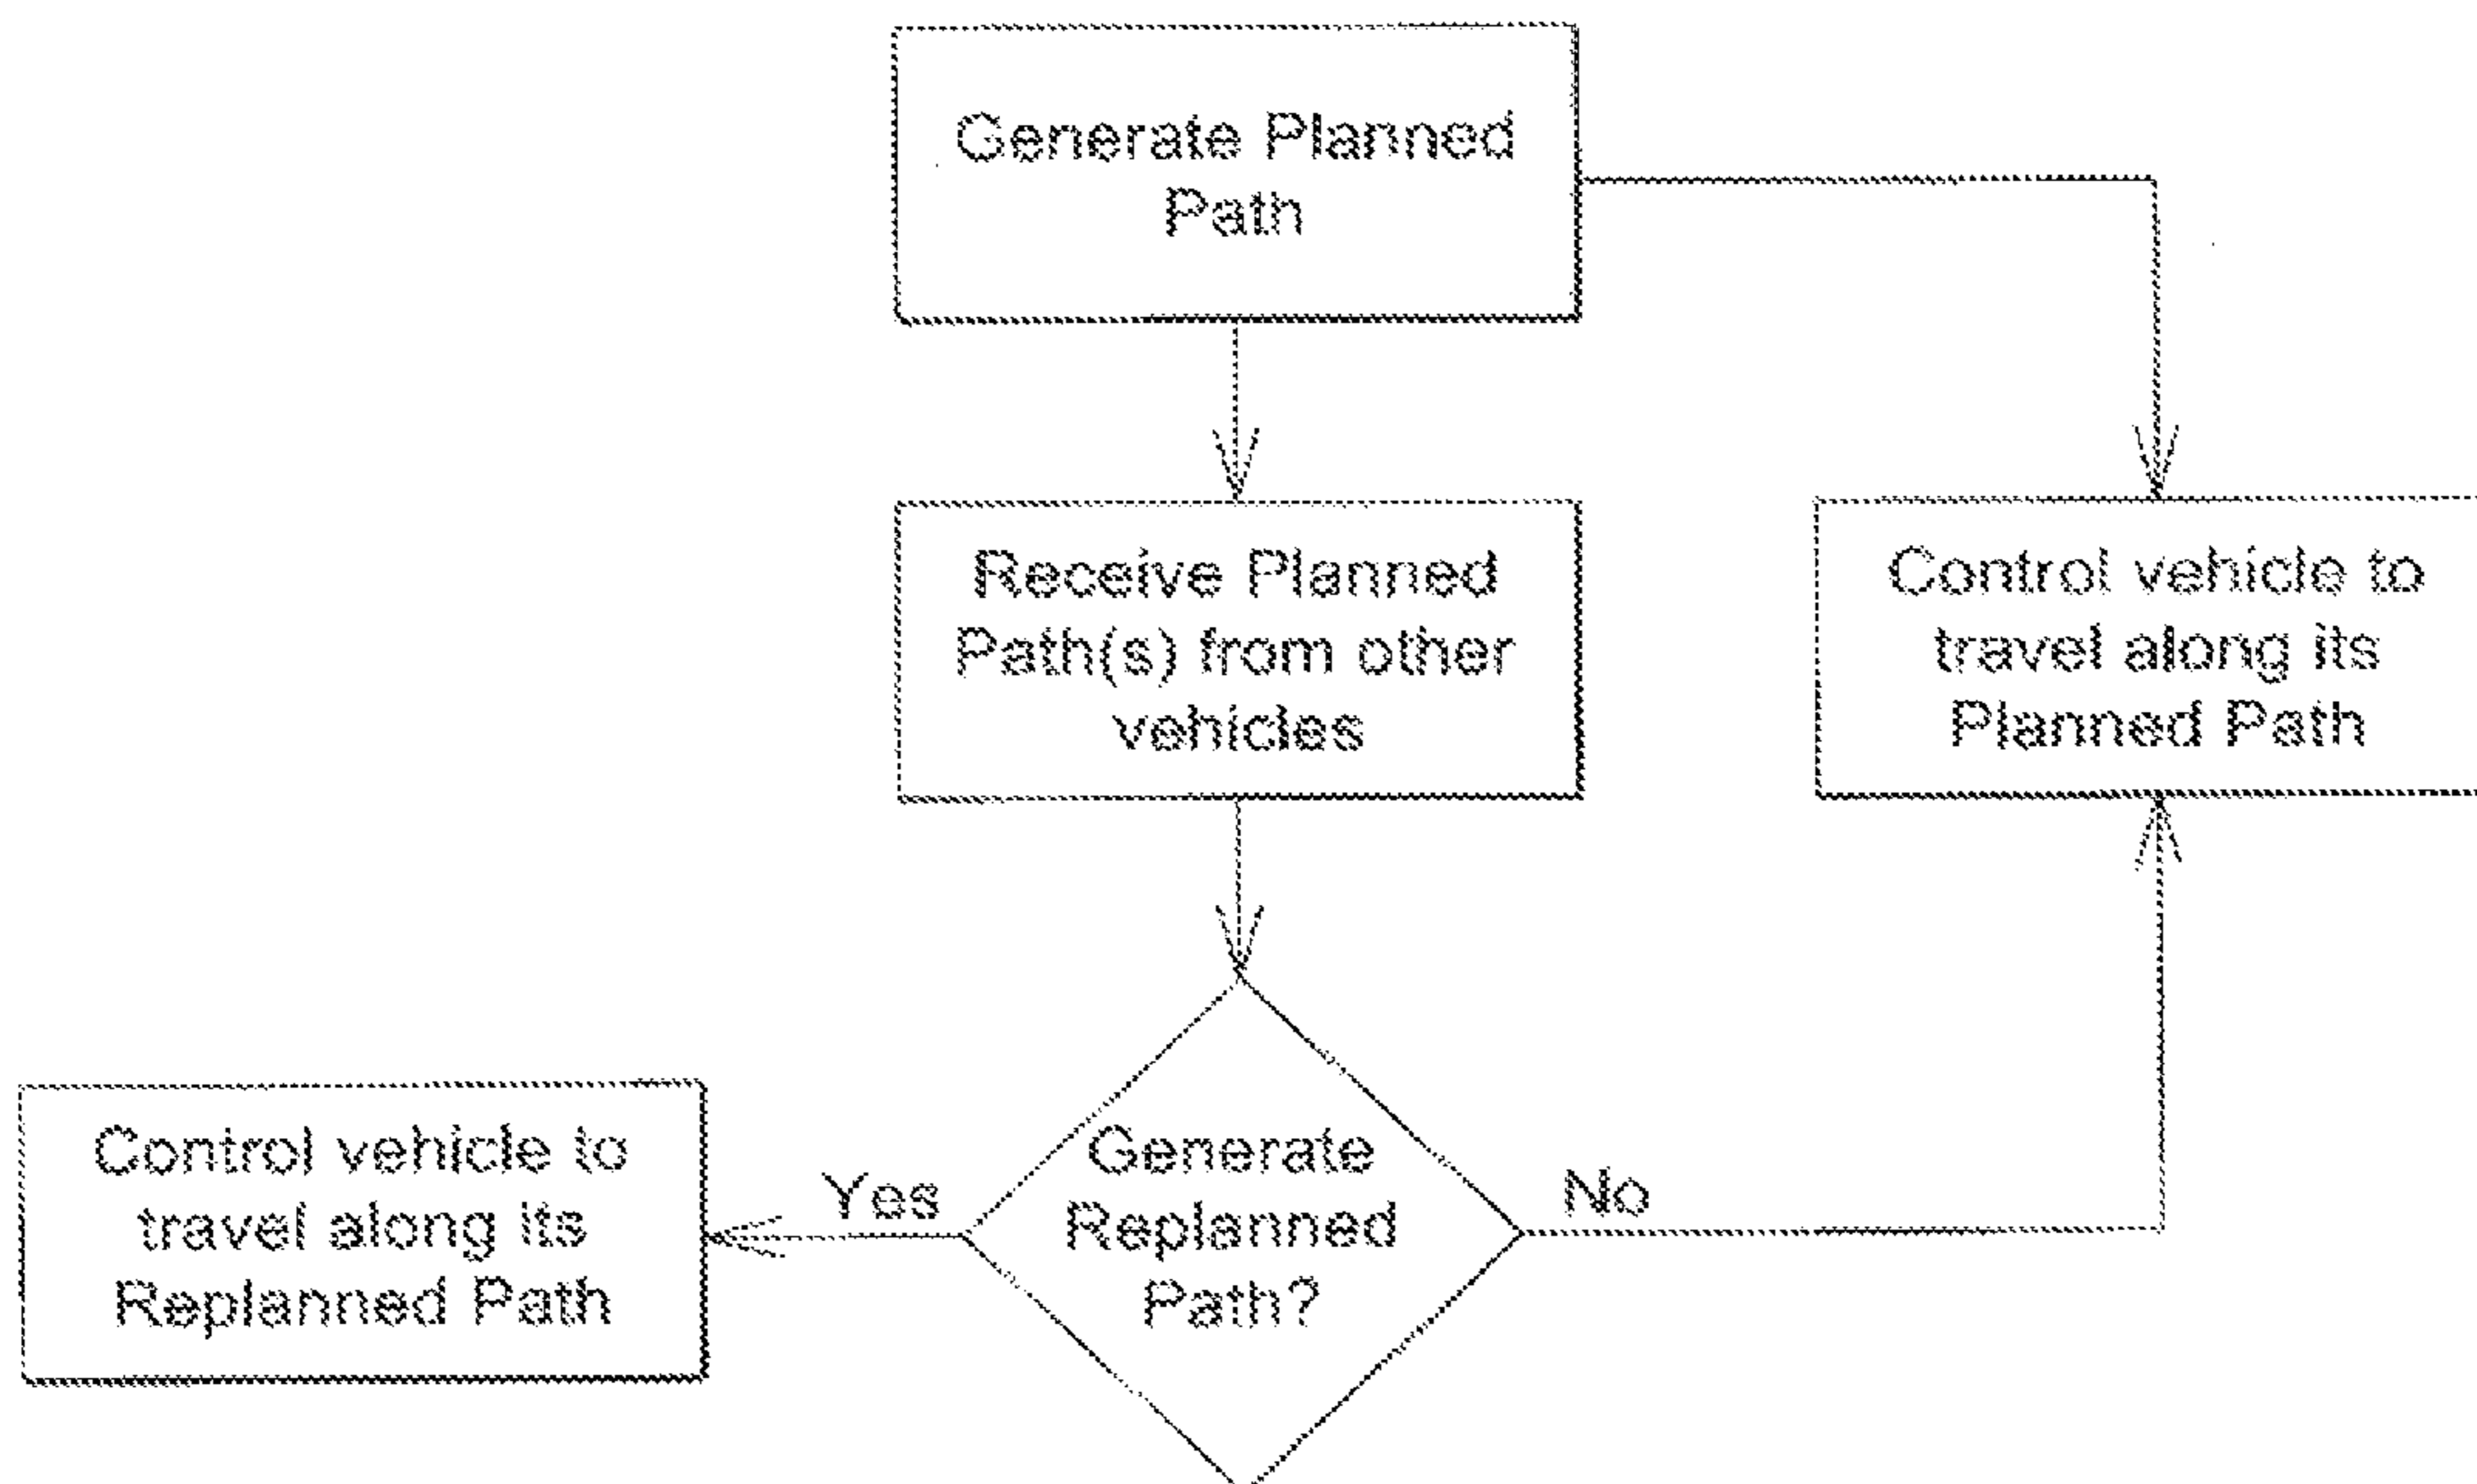 Generate Planned
Path
Receive Planned
Path(s) from other
vehicles
Control vehicle to
travel along its
Planned Path
Control vehicle to
travel along its
Replanned Path
Yes
Generate
Replanned
Path?
No